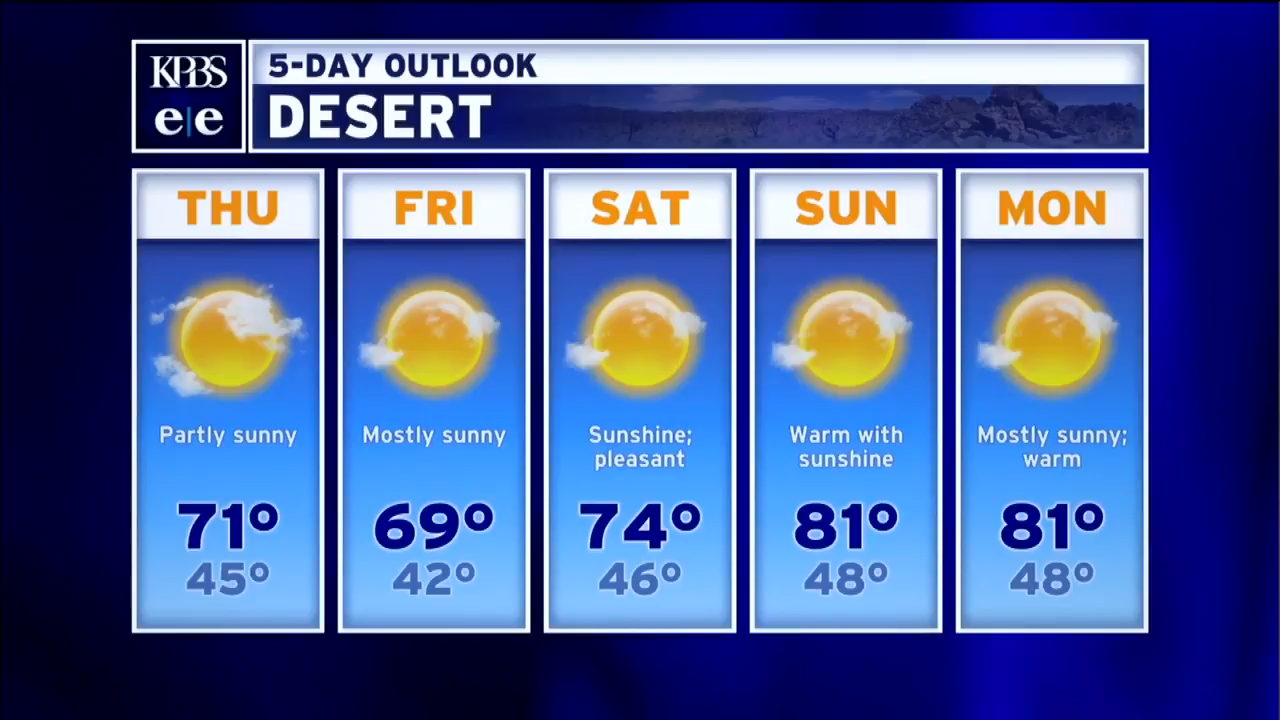 KPBS
e|e
5-DAY OUTLOOK
DESERT
THU
Partly sunny
71°
45°
FRI
Mostly sunny
69°
42°
SAT
Sunshine;
pleasant
74°
46°
SUN
Warm with
sunshine
81°
48°
MON
Mostly sunny;
warm
81°
48°